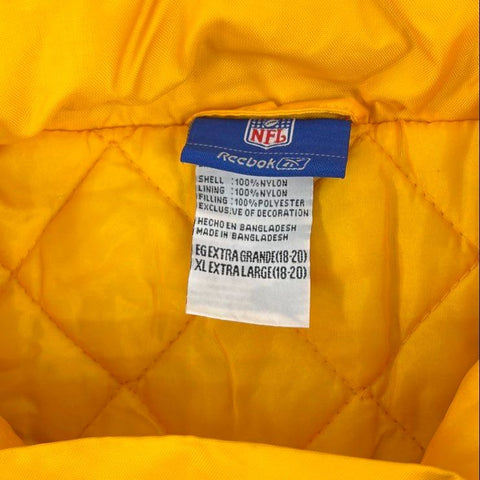 NFL
Reebok
SHELL :100%NYLON
LINING :100%NYLON
FILLING :100%POLYESTER
EXCLUSIVE OF DECORATION
HECHO EN BANGLADESH
MADE IN BANGLADESH
EG EXTRA GRANDE(18-20)
XL EXTRA LARGE(18-20)